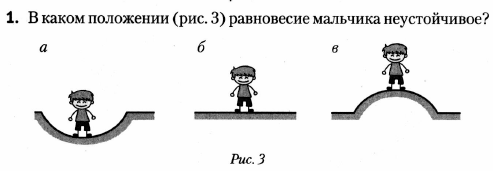 1. В каком положении (рис. 3) равновесие мальчика неустойчивое?
а б в
Рис. 3